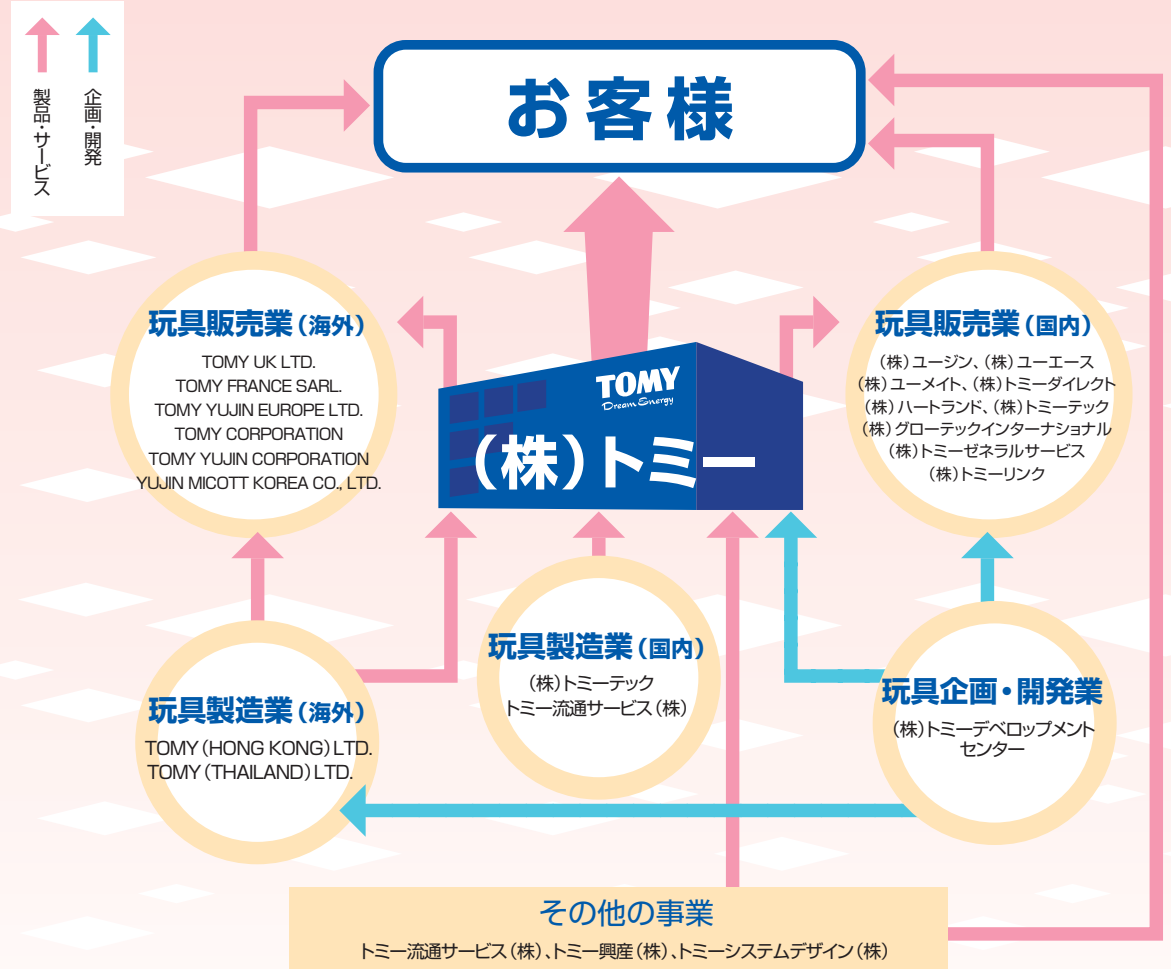 製品・サービス
企画・開発
お客様
玩具販売業(海外)
TOMY UK LTD.
TOMY FRANCE SARL.
TOMY YUJIN EUROPE LTD.
TOMY CORPORATION
TOMY YUJIN CORPORATION
YUJIN MICOTT KOREA CO., LTD.
TOMY
Dream Energy
(株)トミー
玩具販売業(国内)
(株)ユージン、(株)ユーエース
(株)ユーメイト、(株)トミーダイレクト
(株)ハートランド、(株)トミーテック
(株)グローテックインターナショナル
(株)トミーゼネラルサービス
(株)トミーリンク
玩具製造業(海外)
TOMY(HONG KONG)LTD.
TOMY(THAILAND)LTD.
玩具製造業(国内)
(株)トミーテック
トミー流通サービス(株)
玩具企画・開発業
(株)トミーデベロップメント
センター
その他の事業
トミー流通サービス(株)、トミー興産(株)、トミーシステムデザイン(株)